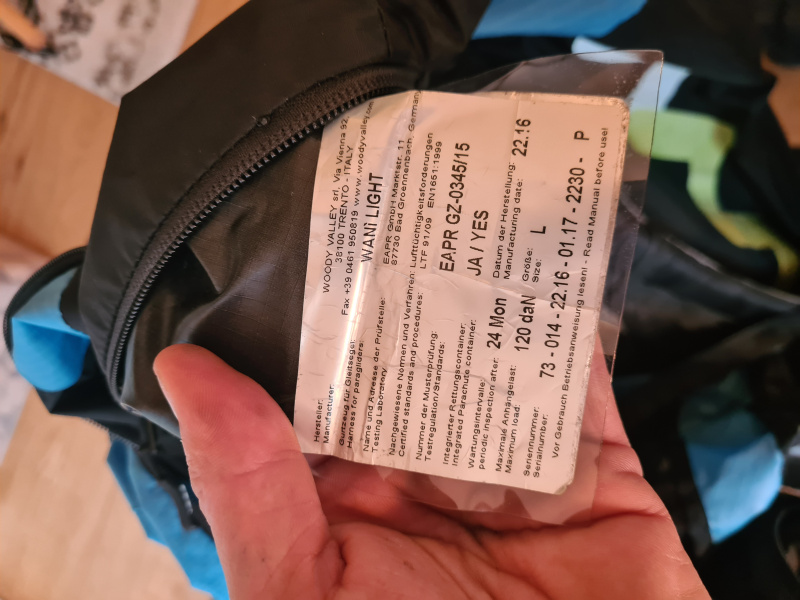 Hersteller: WOODY VALLEY srl, Via Vienna 92
Manufacturer: 38100 TRENTO - ITALY
Fax +39 0461 950819 www.woodyvalley.
Gurtzeug für Gleitsegel:
Harness for paragliders WANI LIGHT
Name und Adresse der Prüfstelle: EAPR GmbH Marktstr. 11
Testing Laboratory 87730 Bad Groennenbach, German
Nachgewiesene Normen und Verfahren: Lufttüchtigkeitsforderungen
Certified standards and procedures: LTF 91/09 EN1651:1999
Nummer der Musterprüfung:
Testregulation/Standards: EAPR GZ-0345/15
Integrierter Rettungscontainer:
Integrated Parachute container: JA / YES
Wartungsintervalle: 24 Mon Datum der Herstellung: 22.16
periodic inspection after: Manufacturing date:
Maximale Anhängelast: 120 daN Größe: L
Maximum load: Size:
Seriennummer: 73 - 014 - 22.16 - 01.17 - 2230 - P
Serialnumber:
Vor Gebrauch Betriebsanweisung lesen! - Read Manual before use!